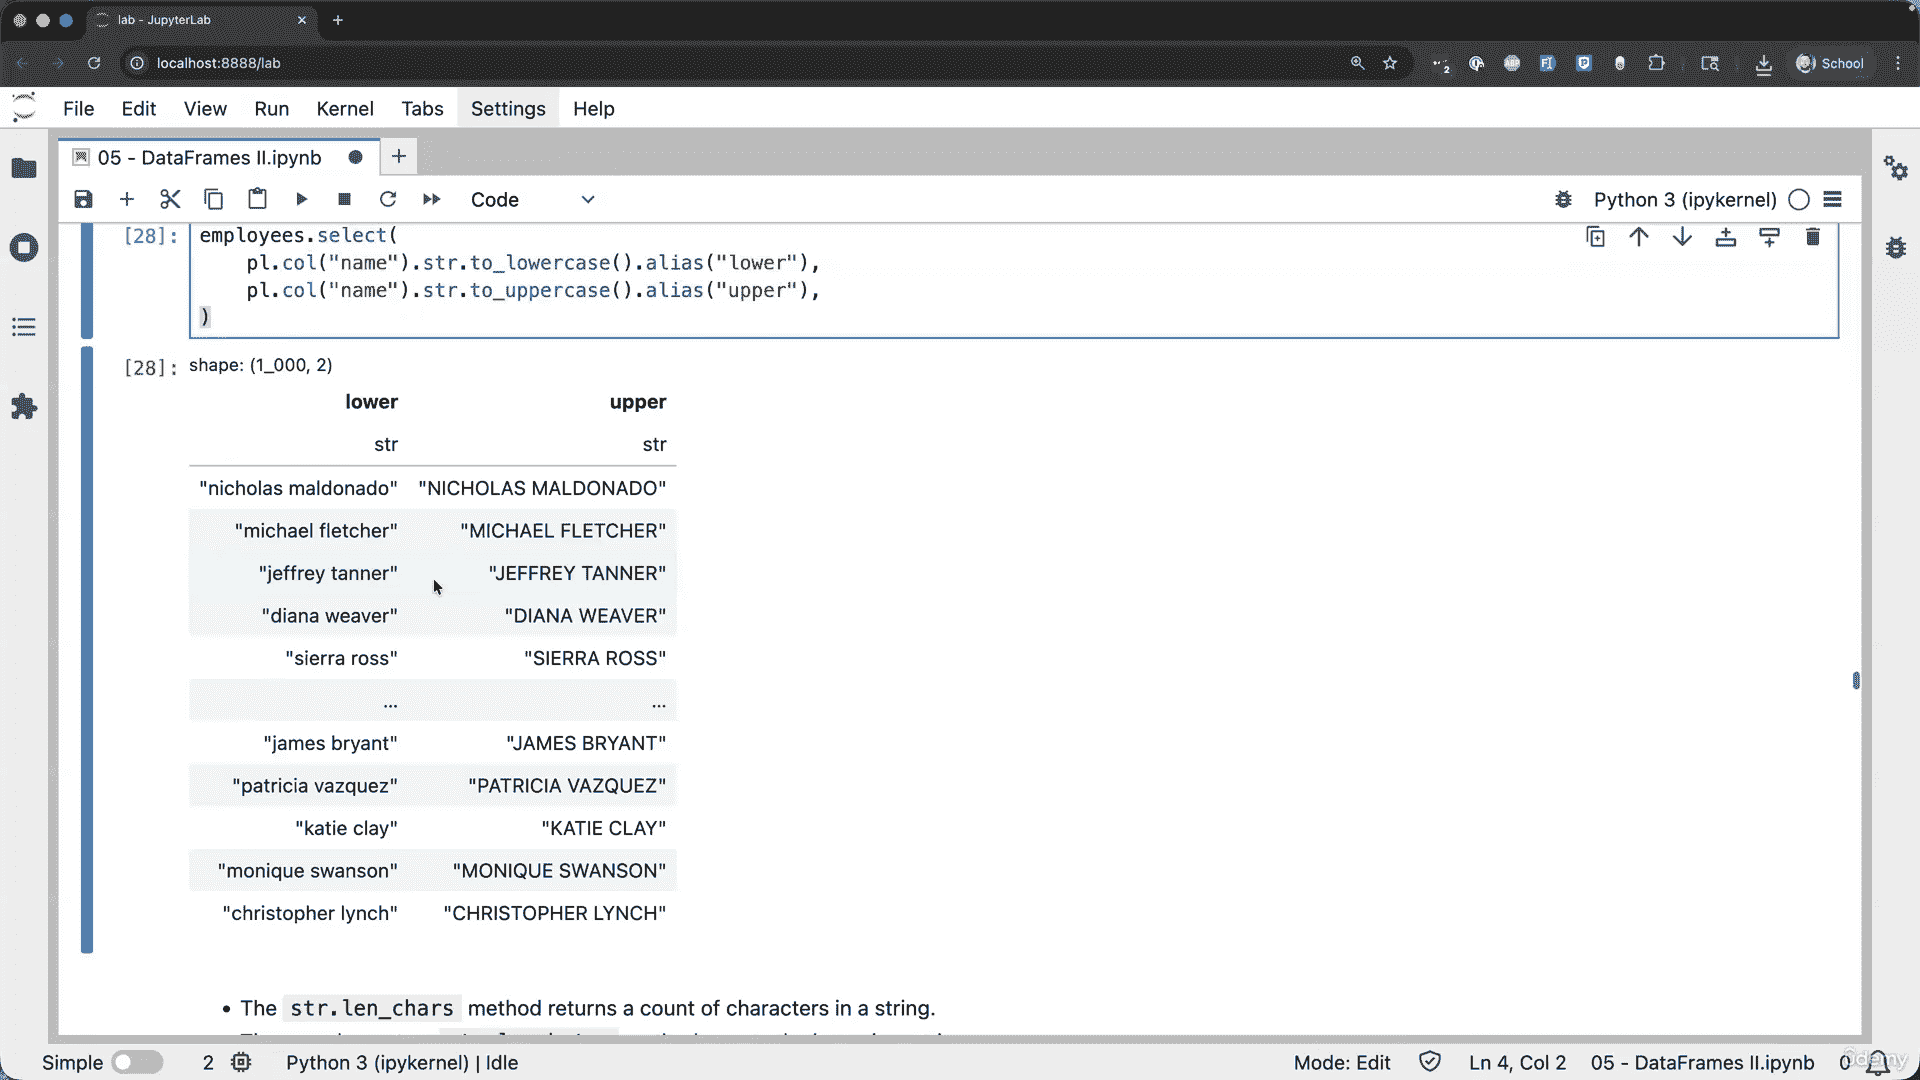 lab - JupyterLab
localhost:8888/lab
2
ABP
School
File Edit View Run Kernel Tabs Settings Help
05 - DataFrames II.ipynb
Code
Python 3 (ipykernel)
[28]:
employees.select(
pl.col("name").str.to_lowercase().alias("lower"),
pl.col("name").str.to_uppercase().alias("upper"),
)
[28]: shape: (1_000, 2)
lower upper
str str
"nicholas maldonado" "NICHOLAS MALDONADO"
"michael fletcher" "MICHAEL FLETCHER"
"jeffrey tanner" "JEFFREY TANNER"
"diana weaver" "DIANA WEAVER"
"sierra ross" "SIERRA ROSS"
... ...
"james bryant" "JAMES BRYANT"
"patricia vazquez" "PATRICIA VAZQUEZ"
"katie clay" "KATIE CLAY"
"monique swanson" "MONIQUE SWANSON"
"christopher lynch" "CHRISTOPHER LYNCH"
• The str.len_chars method returns a count of characters in a string.
Simple 2 Python 3 (ipykernel) | Idle Mode: Edit Ln 4, Col 2 05 - DataFrames II.ipynb 0
udemy